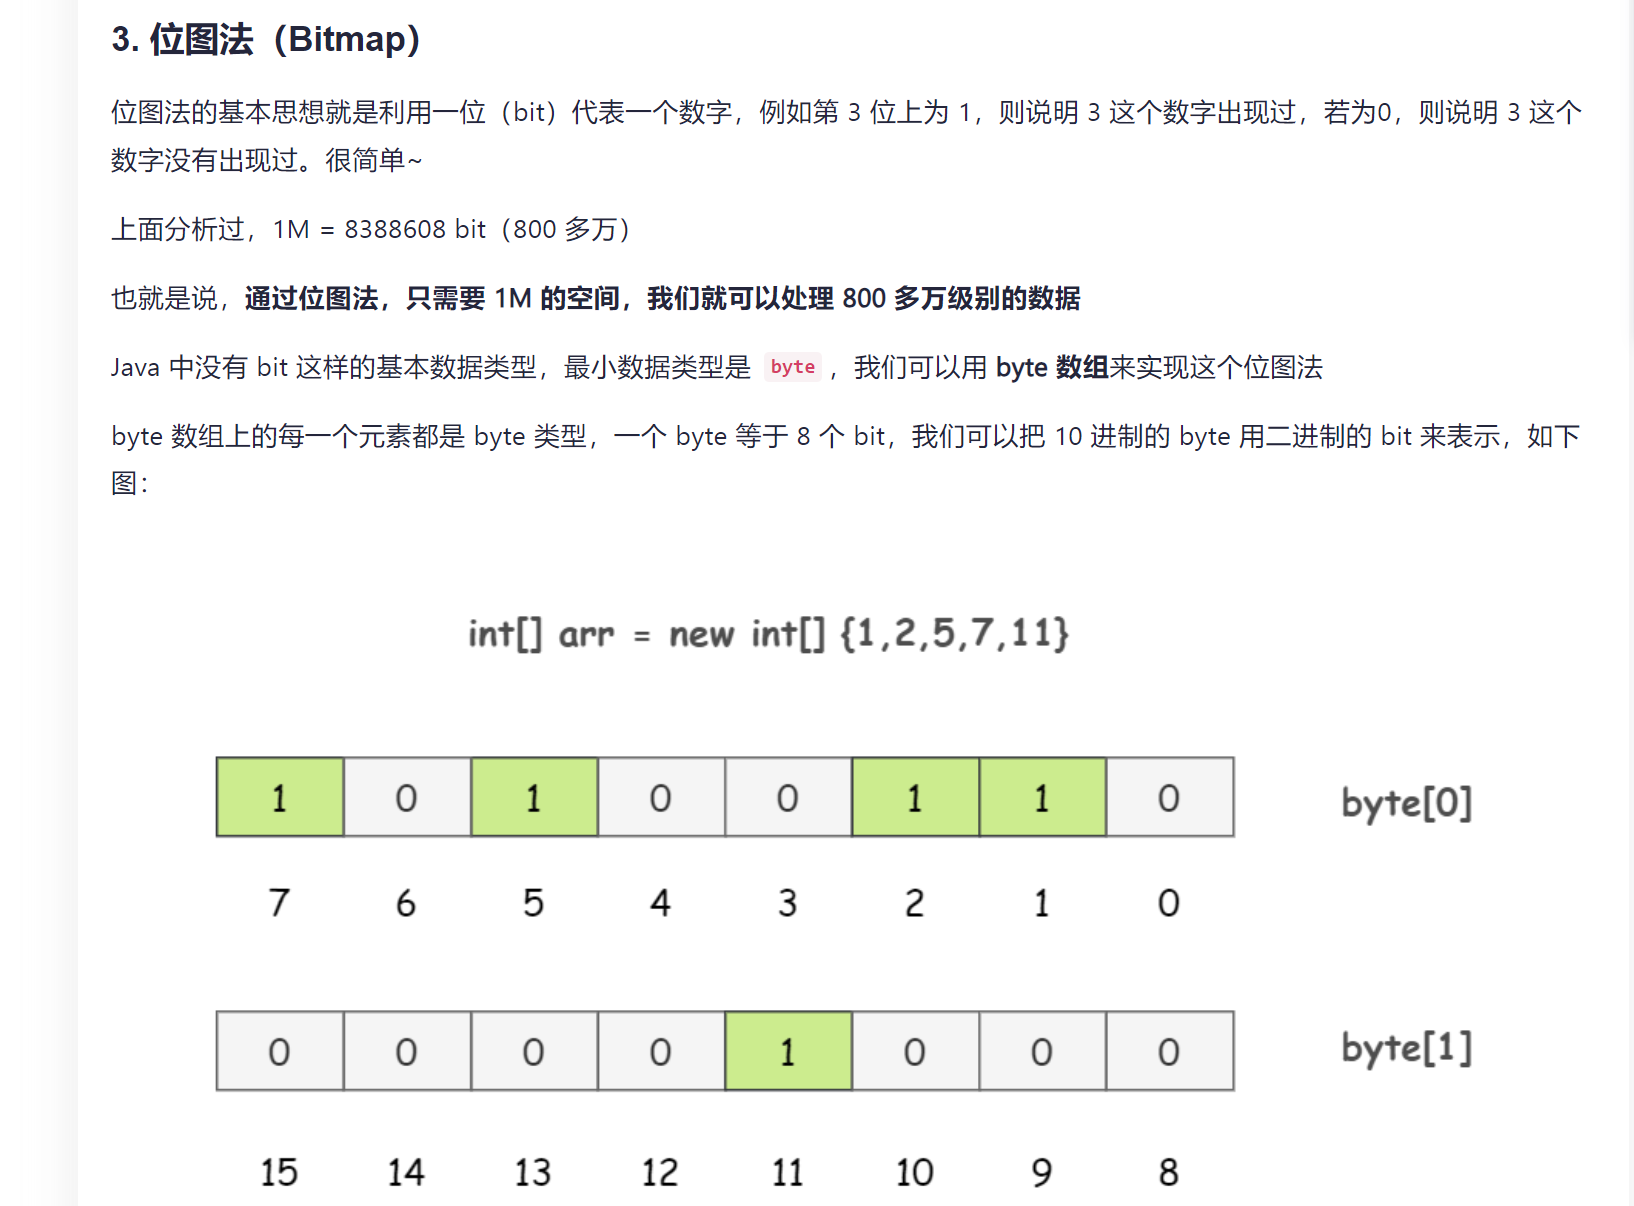 3. 位图法（Bitmap）
位图法的基本思想就是利用一位（bit）代表一个数字，例如第 3 位上为 1，则说明 3 这个数字出现过，若为0，则说明 3 这个
数字没有出现过。很简单~
上面分析过，1M = 8388608 bit（800 多万）
也就是说，通过位图法，只需要 1M 的空间，我们就可以处理 800 多万级别的数据
Java 中没有 bit 这样的基本数据类型，最小数据类型是 byte ，我们可以用 byte 数组来实现这个位图法
byte 数组上的每一个元素都是 byte 类型，一个 byte 等于 8 个 bit，我们可以把 10 进制的 byte 用二进制的 bit 来表示，如下
图：
int[] arr = new int[] {1,2,5,7,11}
1 0 1 0 0 1 1 0 byte[0]
7 6 5 4 3 2 1 0
0 0 0 0 1 0 0 0 byte[1]
15 14 13 12 11 10 9 8